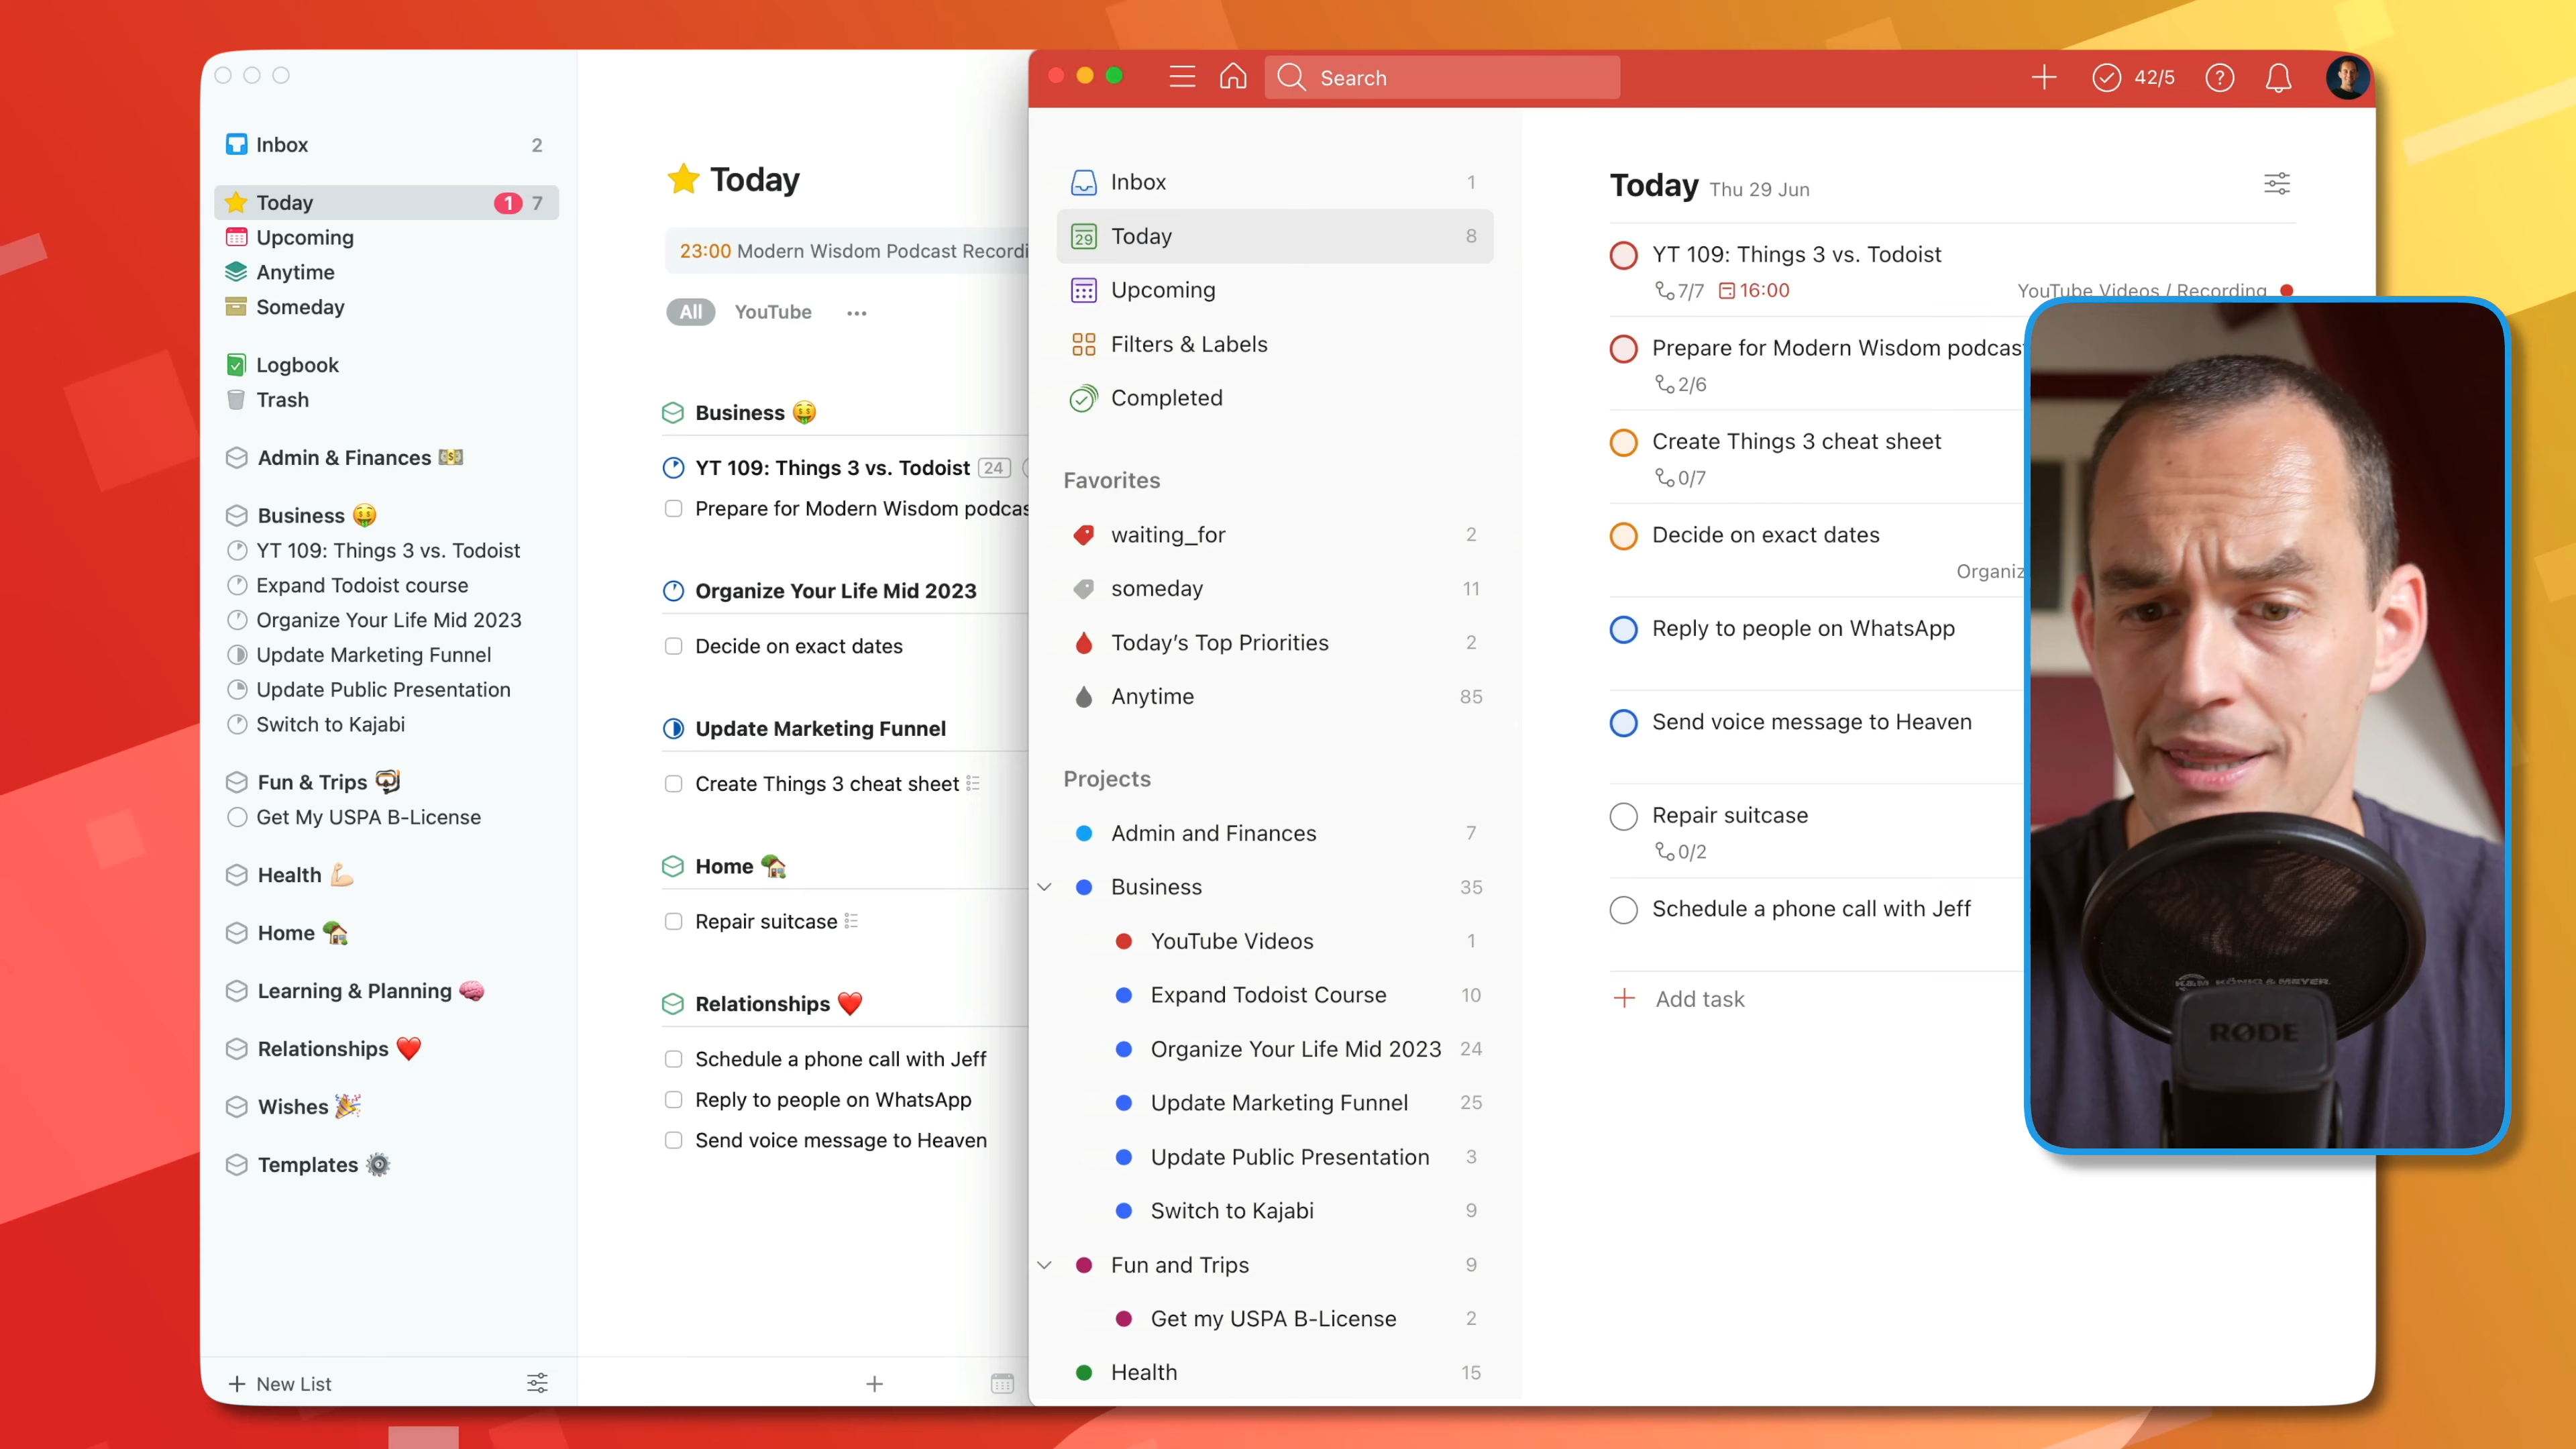 Inbox 2
Today 1 7
Upcoming
Anytime
Someday
Logbook
Trash
Admin & Finances 💵
Business 🤑
YT 109: Things 3 vs. Todoist
Expand Todoist course
Organize Your Life Mid 2023
Update Marketing Funnel
Update Public Presentation
Switch to Kajabi
Fun & Trips 🤿
Get My USPA B-License
Health 💪🏻
Home 🏡
Learning & Planning 🧠
Relationships ❤️
Wishes 🎉
Templates ⚙️
New List
Today
23:00 Modern Wisdom Podcast Recordi
All YouTube •••
Business 🤑
YT 109: Things 3 vs. Todoist 24
Prepare for Modern Wisdom podcas
Organize Your Life Mid 2023
Decide on exact dates
Update Marketing Funnel
Create Things 3 cheat sheet
Home 🏡
Repair suitcase
Relationships ❤️
Schedule a phone call with Jeff
Reply to people on WhatsApp
Send voice message to Heaven
Search
42/5
Inbox 1
29 Today 8
Upcoming
Filters & Labels
Completed
Favorites
waiting_for 2
someday 11
Today's Top Priorities 2
Anytime 85
Projects
Admin and Finances 7
Business 35
YouTube Videos 1
Expand Todoist Course 10
Organize Your Life Mid 2023 24
Update Marketing Funnel 25
Update Public Presentation 3
Switch to Kajabi 9
Fun and Trips 9
Get my USPA B-License 2
Health 15
Today Thu 29 Jun
YT 109: Things 3 vs. Todoist
7/7 16:00 YouTube Videos / Recording
Prepare for Modern Wisdom podcast
2/6
Create Things 3 cheat sheet
0/7
Decide on exact dates
Organiz
Reply to people on WhatsApp
Send voice message to Heaven
Repair suitcase
0/2
Schedule a phone call with Jeff
Add task
K&M KÖNIG & MEYER
RØDE